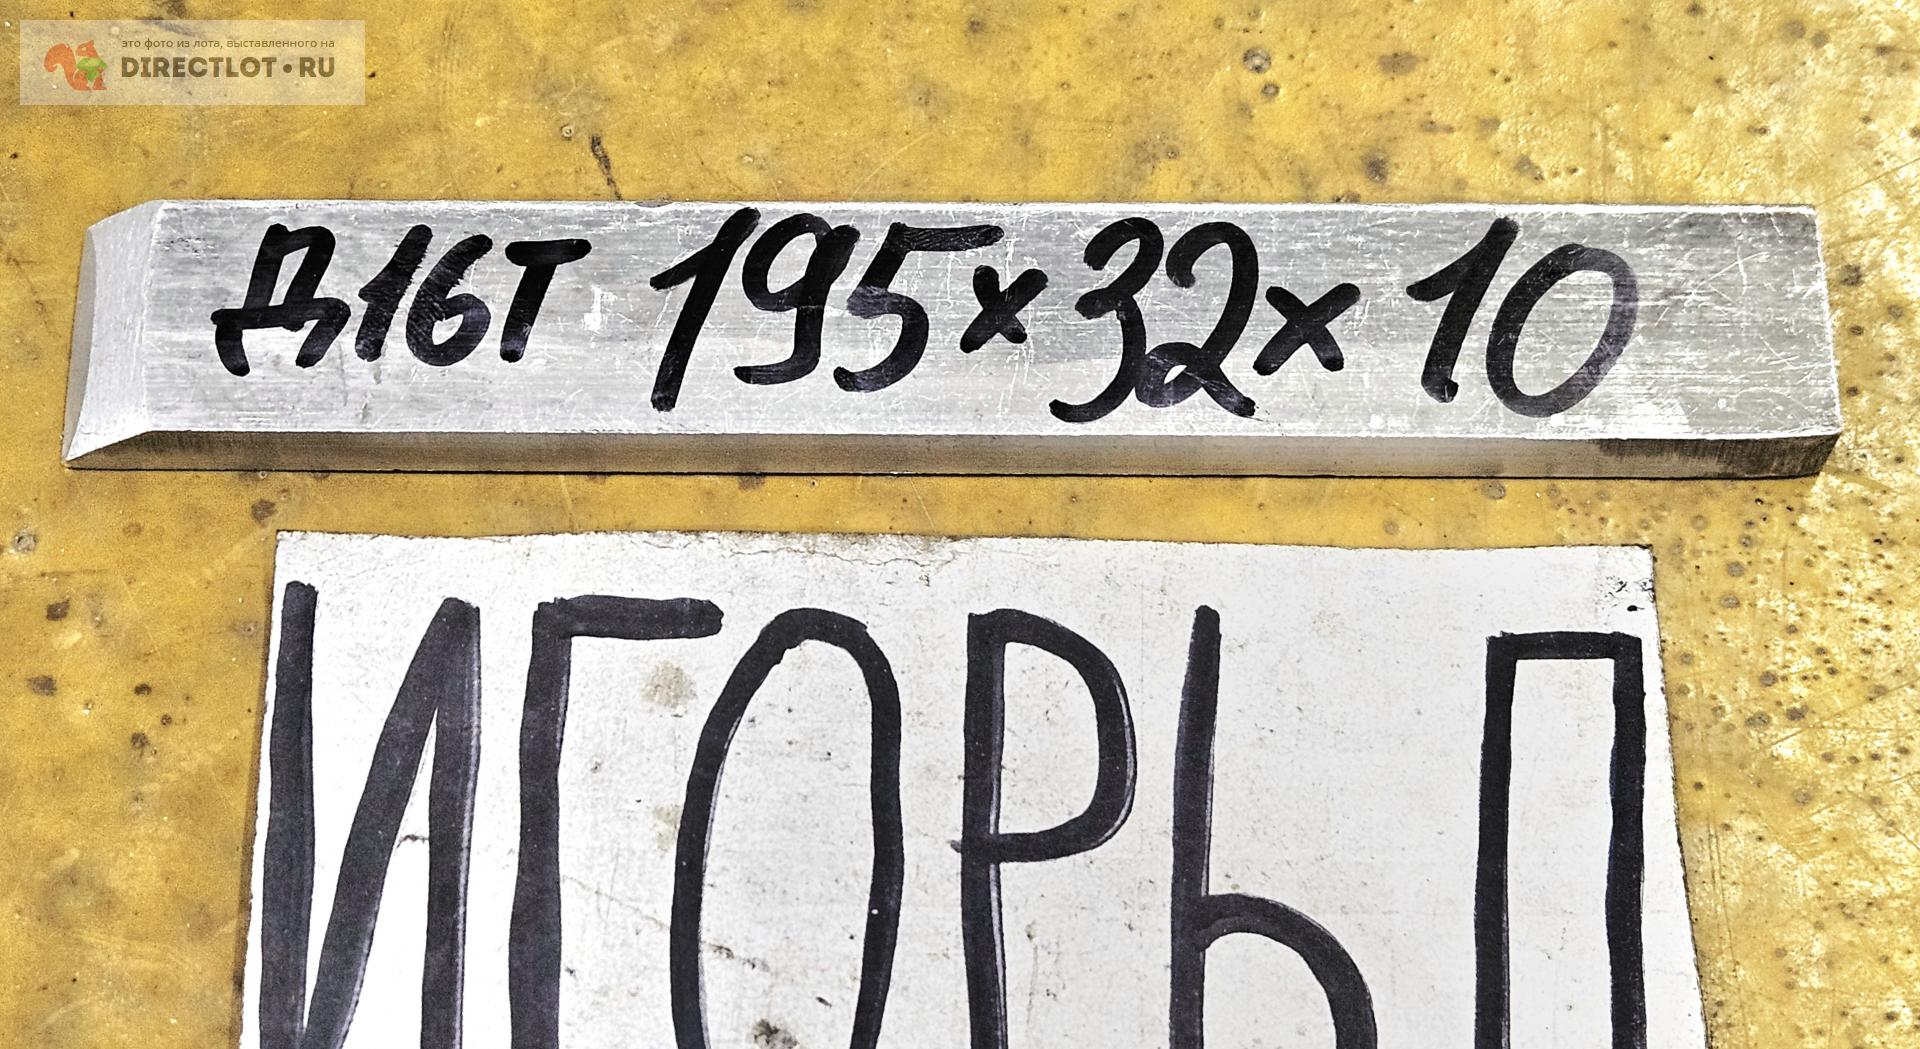 это фото из лота, выставленного на
DIRECTLOT•RU
Д16Т 195×32×10
ИГОРЬ П